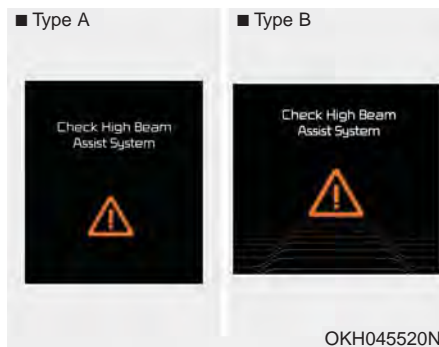 ■ Type A
Check High Beam
Assist System
■ Type B
Check High Beam
Assist System
OKH045520N